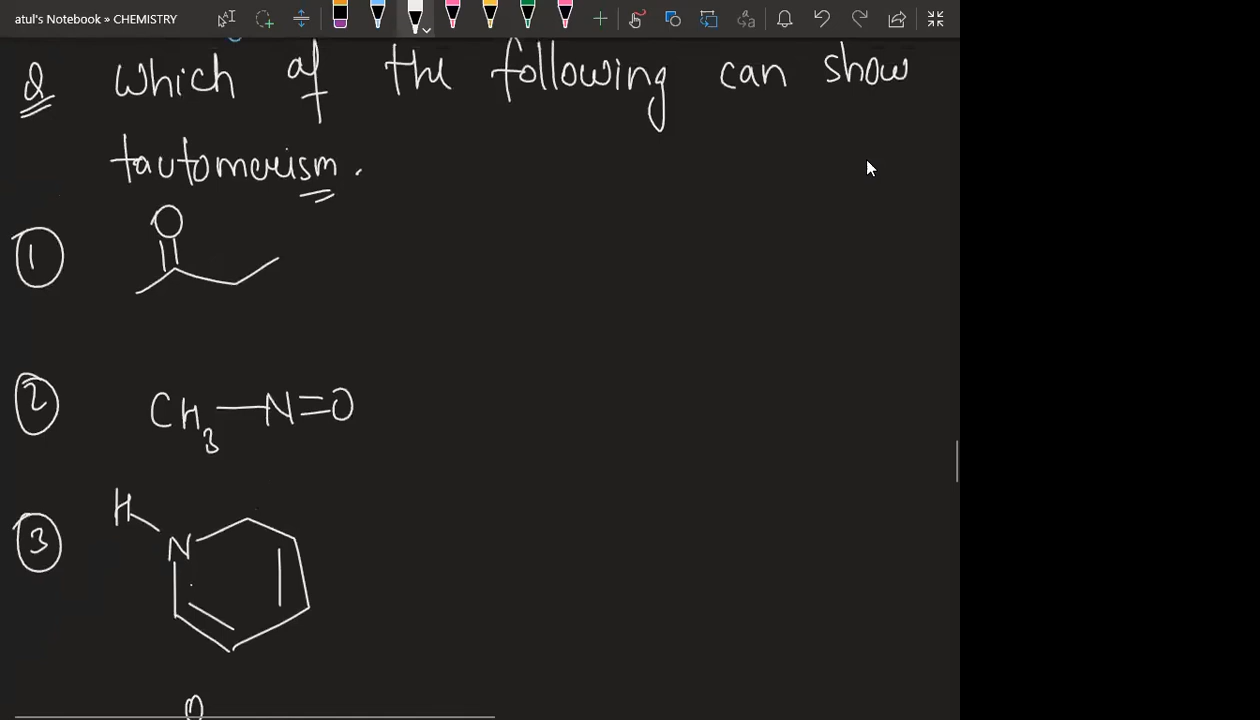 atul's Notebook » CHEMISTRY
Q Which of the following can show
tautomerism.
1
O
2
CH3—N=O
H
3
N